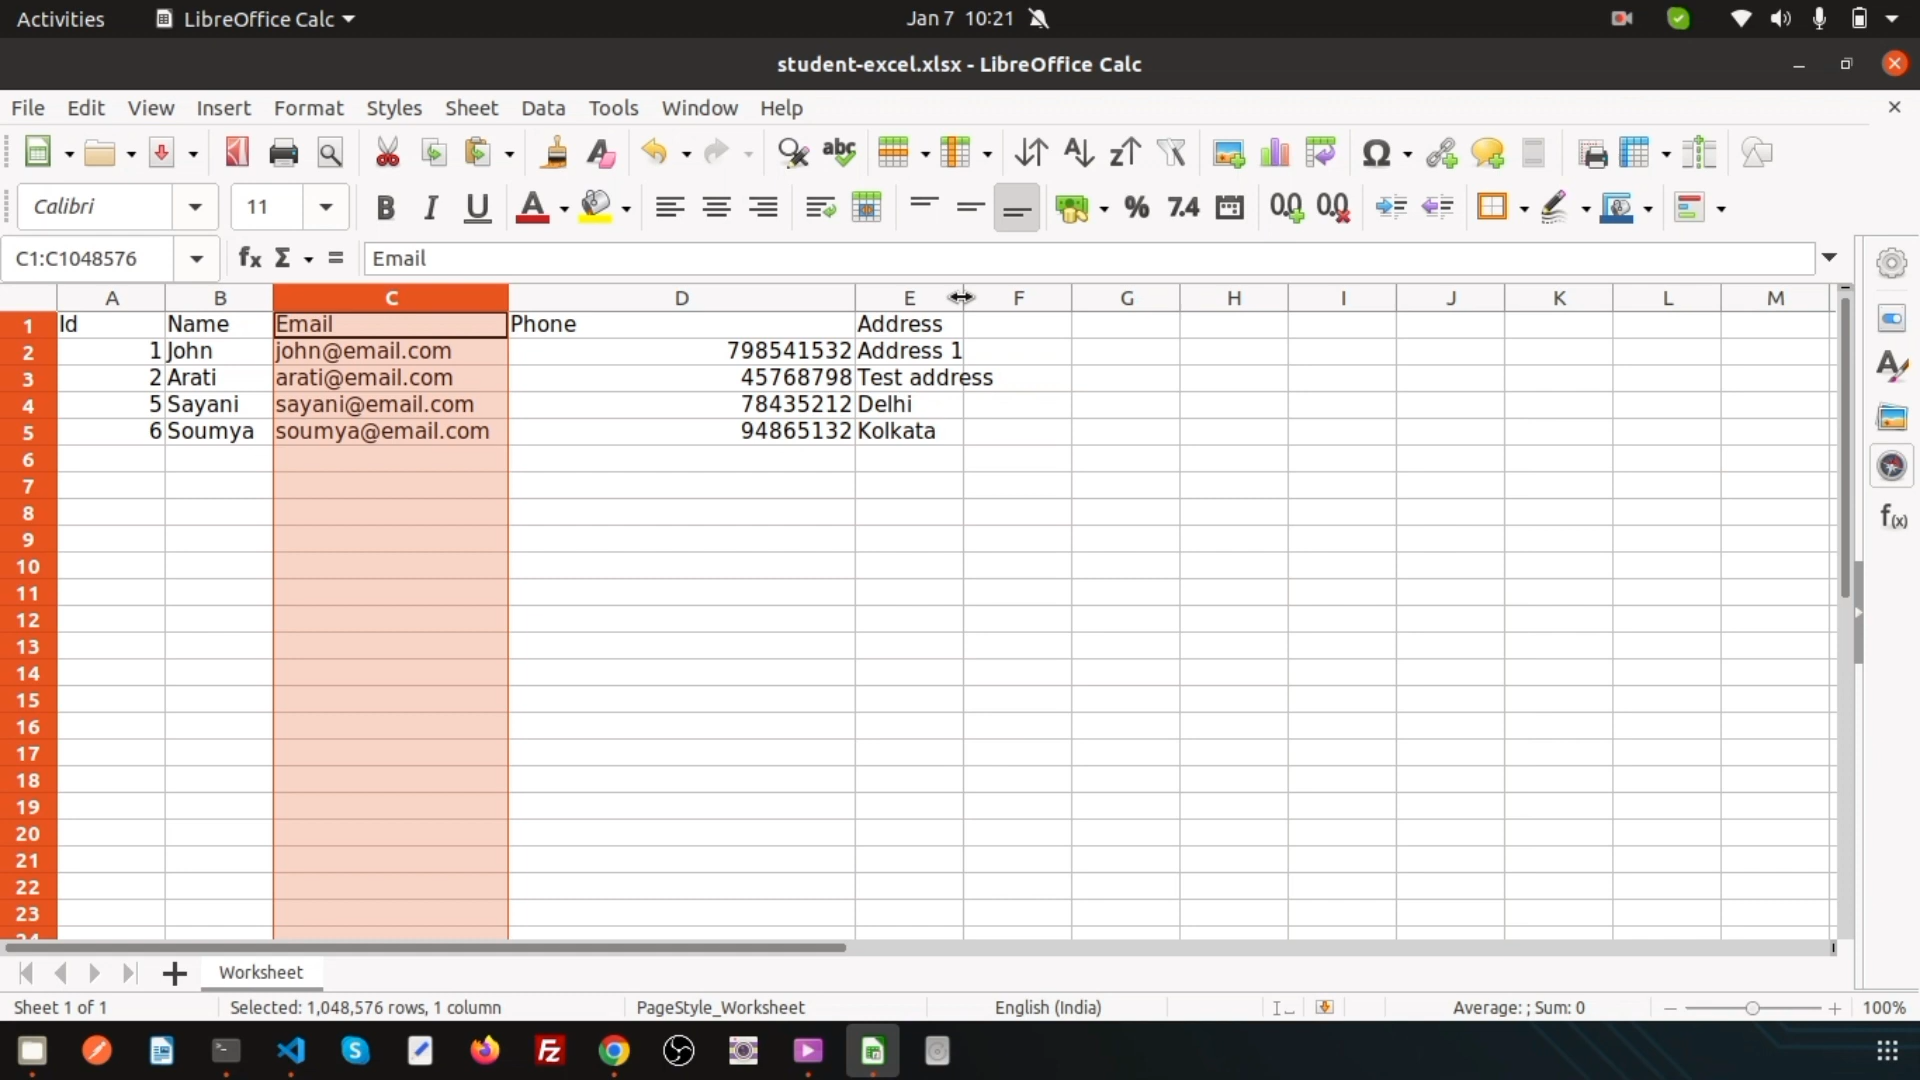 Activities LibreOffice Calc Jan 7 10:21
student-excel.xlsx - LibreOffice Calc
File Edit View Insert Format Styles Sheet Data Tools Window Help
Calibri 11
C1:C1048576 Email
A B C D E F G H I J K L M
1 Id Name Email Phone Address
2 1 John john@email.com 798541532 Address 1
3 2 Arati arati@email.com 45768798 Test address
4 5 Sayani sayani@email.com 78435212 Delhi
5 6 Soumya soumya@email.com 94865132 Kolkata
6
7
8
9
10
11
12
13
14
15
16
17
18
19
20
21
22
23
24
Worksheet
Sheet 1 of 1 Selected: 1,048,576 rows, 1 column PageStyle_Worksheet English (India) Average: ; Sum: 0 100%